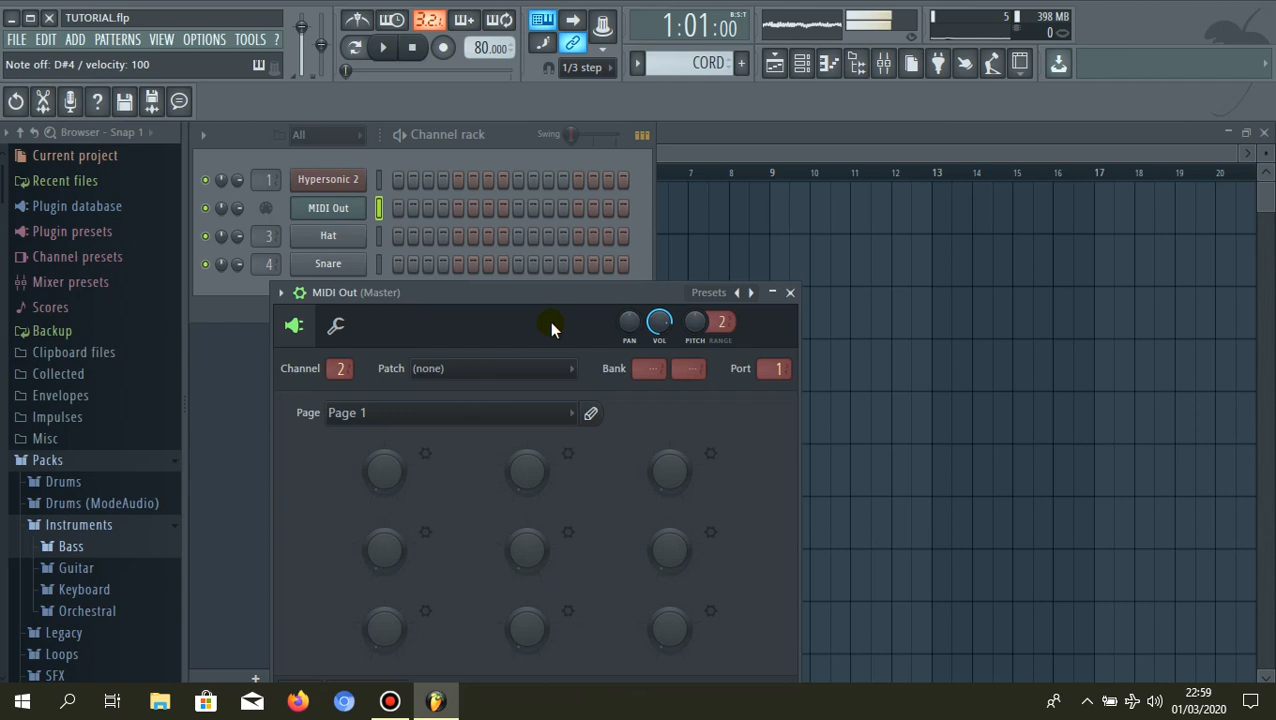 TUTORIAL.flp
FILE EDIT ADD PATTERNS VIEW OPTIONS TOOLS ?
Note off: D#4 / velocity: 100
3.2.
80.000
1/3 step
1:01:00
B:S:T
CORD
5
398 MB
0
Browser - Snap 1
Current project
Recent files
Plugin database
Plugin presets
Channel presets
Mixer presets
Scores
Backup
Clipboard files
Collected
Envelopes
Impulses
Misc
Packs
Drums
Drums (ModeAudio)
Instruments
Bass
Guitar
Keyboard
Orchestral
Legacy
Loops
SFX
All
Channel rack
Swing
1 Hypersonic 2
MIDI Out
3 Hat
4 Snare
7 8 9 10 11 12 13 14 15 16 17 18 19 20
MIDI Out (Master)
Presets
2
PAN VOL PITCH RANGE
Channel 2 Patch (none) Bank --- --- Port 1
Page Page 1
22:59
01/03/2020